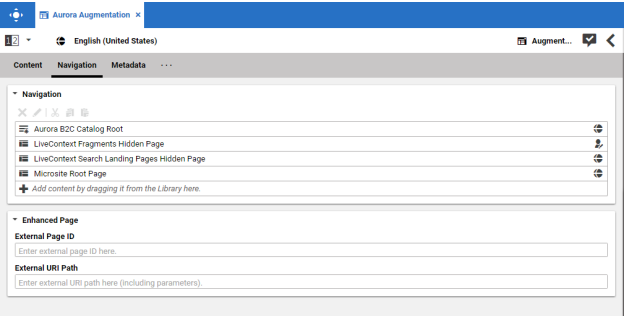 Aurora Augmentation ×
12 English (United States) Augment...
Content Navigation Metadata ...
Navigation
Aurora B2C Catalog Root
LiveContext Fragments Hidden Page
LiveContext Search Landing Pages Hidden Page
Microsite Root Page
Add content by dragging it from the Library here.
Enhanced Page
External Page ID
Enter external page ID here.
External URI Path
Enter external URI path here (including parameters).